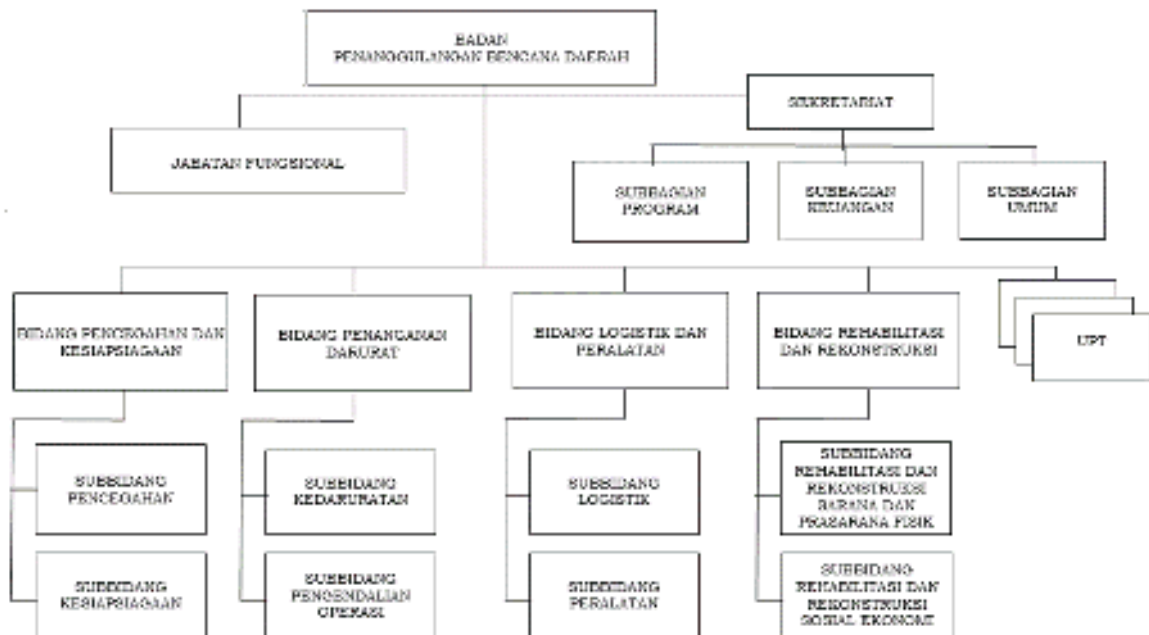 BADAN
PENANGGULANGAN BENCANA DAERAH
SEKRETARIAT
JABATAN FUNGSIONAL
SUBBAGIAN
PROGRAM
SUBBAGIAN
KEUANGAN
SUBBAGIAN
UMUM
BIDANG PENCEGAHAN DAN
KESIAPSIAGAAN
BIDANG PENANGANAN
DARURAT
BIDANG LOGISTIK DAN
PERALATAN
BIDANG REHABILITASI
DAN REKONSTRUKSI
UPT
SUBBIDANG
PENCEGAHAN
SUBBIDANG
KEDARURATAN
SUBBIDANG
LOGISTIK
SUBBIDANG
REHABILITASI DAN
REKONSTRUKSI
SARANA DAN
PRASARANA FISIK
SUBBIDANG
KESIAPSIAGAAN
SUBBIDANG
PENGENDALIAN
OPERASI
SUBBIDANG
PERALATAN
SUBBIDANG
REHABILITASI DAN
REKONSTRUKSI
SOSIAL EKONOMI